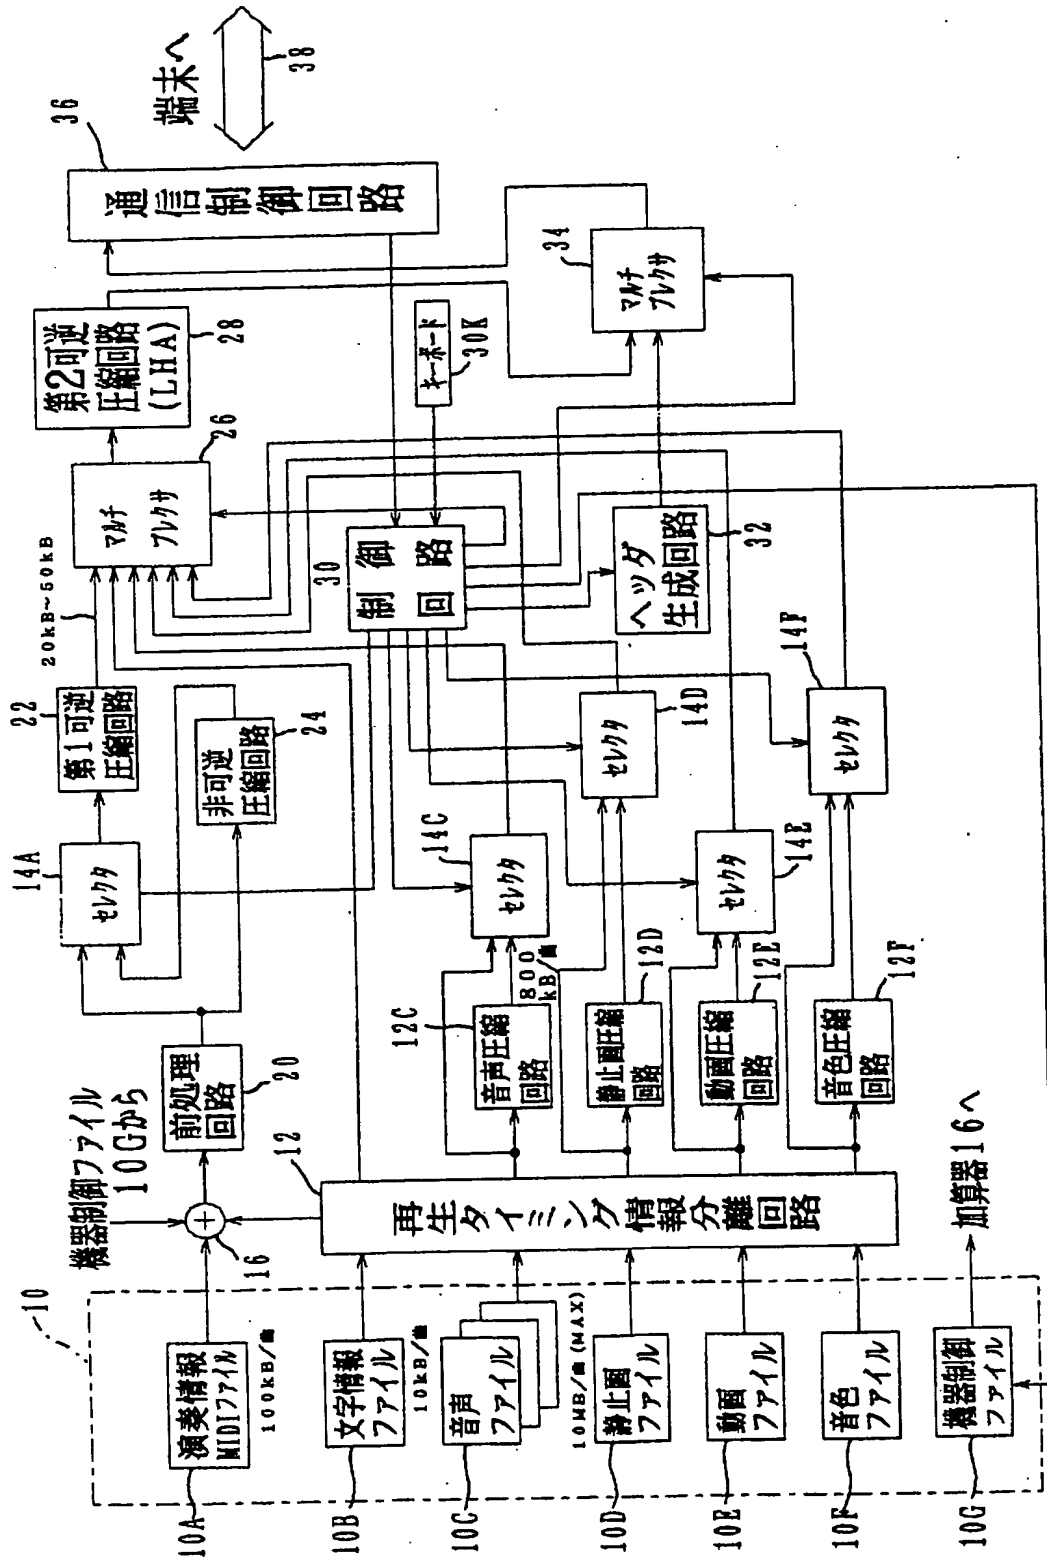 10
演奏情報
MIDIファイル
10A
100kB/曲
文字情報
ファイル
10B
10kB/曲
音声
ファイル
10C
10MB/曲(MAX)
静止画
ファイル
10D
動画
ファイル
10E
音色
ファイル
10F
機器制御
ファイル
10G
加算器16へ
機器制御ファイル
10Gから
+
16
再生タイミング情報分離回路
12
前処理
回路
20
音声圧縮
回路
12C
800
kB/曲
静止画圧縮
回路
12D
動画圧縮
回路
12E
音色圧縮
回路
12F
セレクタ
14A
セレクタ
14C
セレクタ
14D
セレクタ
14E
セレクタ
14F
第1可逆
圧縮回路
22
非可逆
圧縮回路
24
20kB~50kB
マルチ
プレクサ
26
第2可逆
圧縮回路
(LHA)
28
制御
回路
30
キーボード
30K
ヘッダ
生成回路
32
マルチ
プレクサ
34
通信制御回路
36
端末へ
38